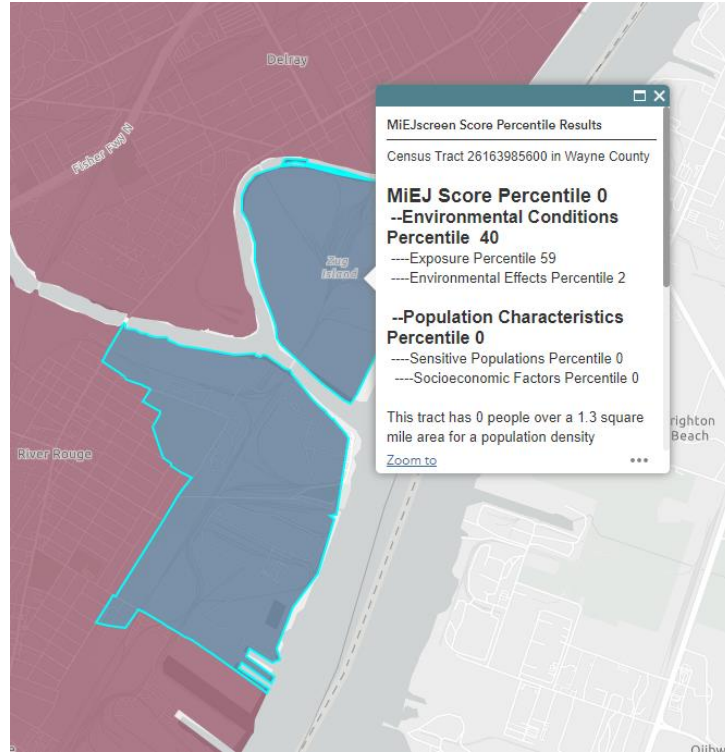 Delray
Fisher Fwy N
Zug
Island
River Rouge
MiEJscreen Score Percentile Results
Census Tract 26163985600 in Wayne County
MiEJ Score Percentile 0
--Environmental Conditions
Percentile 40
----Exposure Percentile 59
----Environmental Effects Percentile 2
--Population Characteristics
Percentile 0
----Sensitive Populations Percentile 0
----Socioeconomic Factors Percentile 0
This tract has 0 people over a 1.3 square
mile area for a population density
Zoom to
righton
Beach